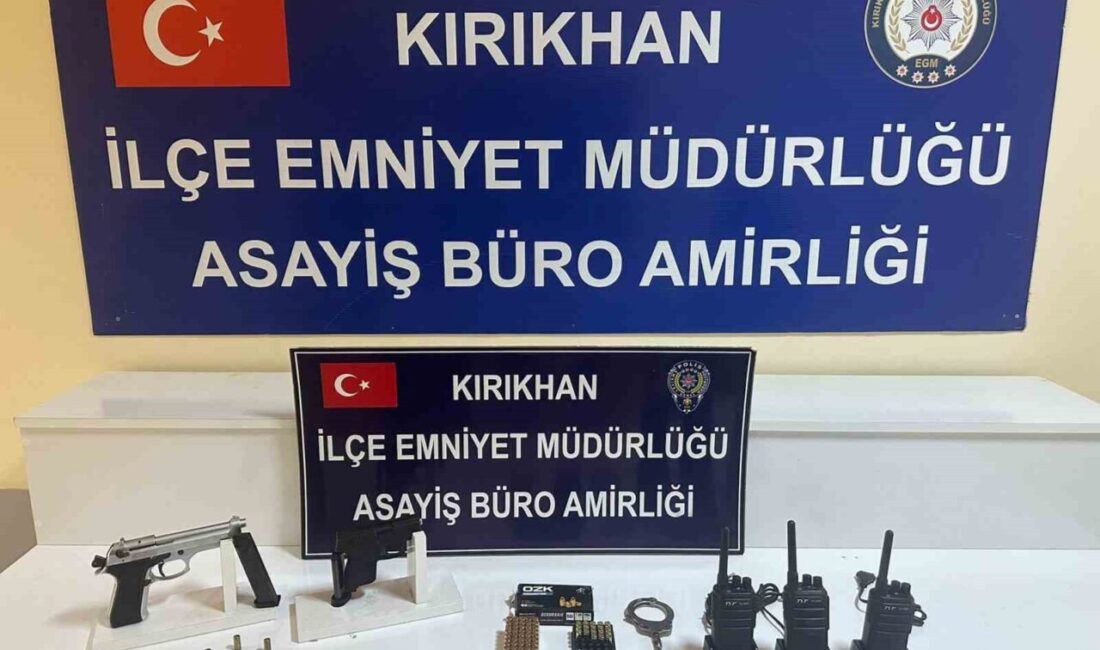 KIRIKHAN
İLÇE EMNİYET MÜDÜRLÜĞÜ
ASAYİŞ BÜRO AMİRLİĞİ
EGM
KIRIKHAN
POLİS
İLÇE EMNİYET MÜDÜRLÜĞÜ
ASAYİŞ BÜRO AMİRLİĞİ
OZK